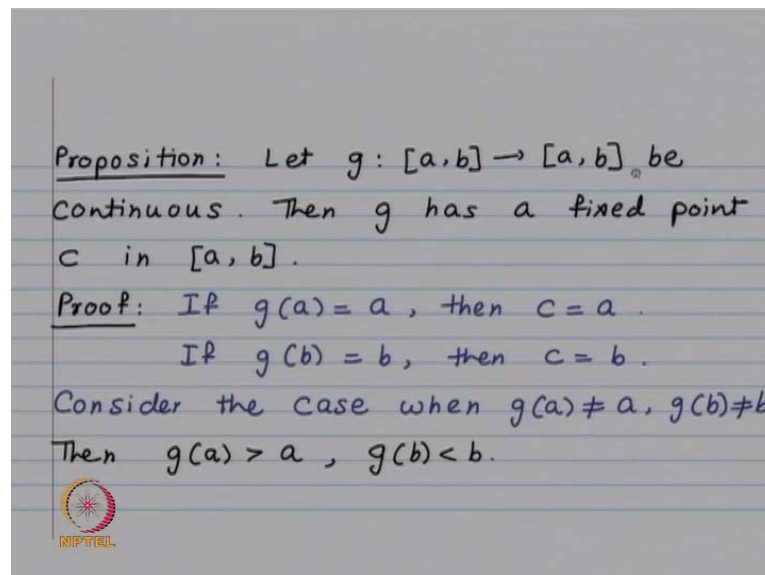 Proposition: Let g : [a,b] → [a,b] be
continuous. Then g has a fixed point
c in [a,b].
Proof: If g(a) = a, then c = a.
If g(b) = b, then c = b.
Consider the case when g(a) ≠ a, g(b) ≠ b
Then g(a) > a, g(b) < b.
NPTEL